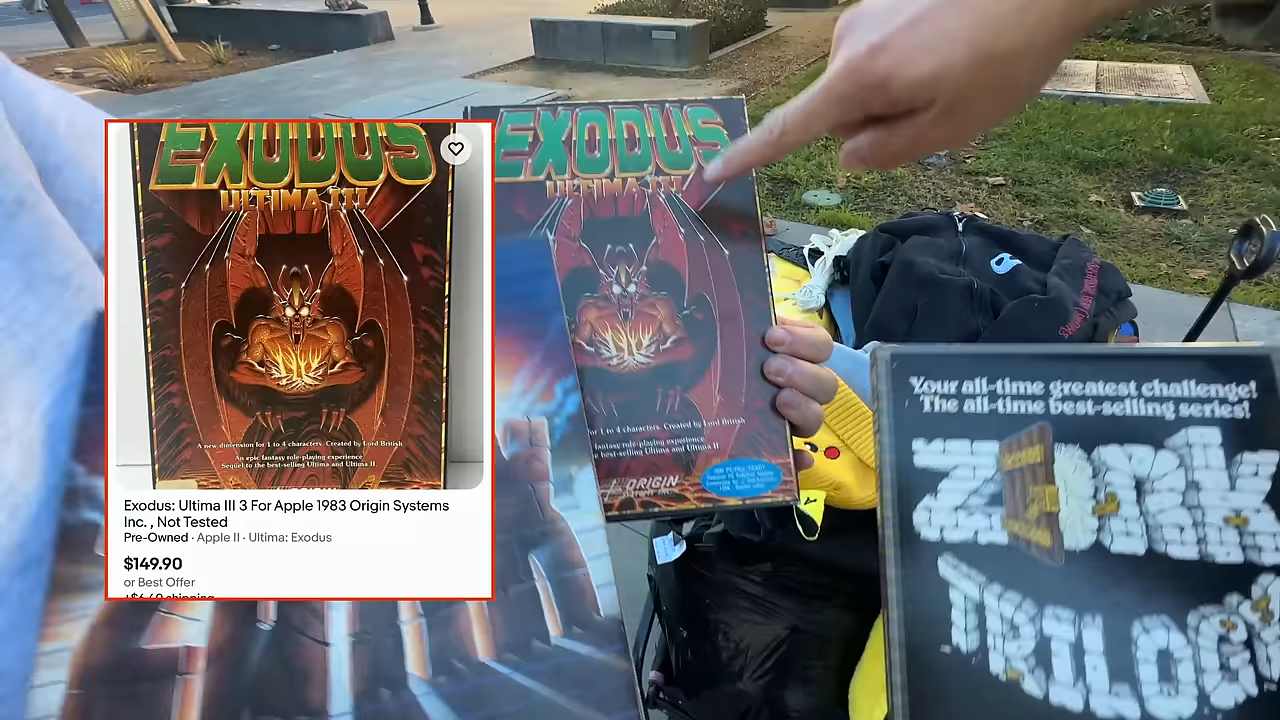 EXODUS
ULTIMA III
A new dimension for 1 to 4 characters. Created by Lord British
An epic fantasy role-playing experience
Sequel to the best-selling Ultima and Ultima II
Exodus: Ultima III 3 For Apple 1983 Origin Systems
Inc. , Not Tested
Pre-Owned · Apple II · Ultima: Exodus
$149.90
or Best Offer
+$6.40 shipping
EXODUS
ULTIMA III
for 1 to 4 characters. Created by Lord British
fantasy role-playing experience
best-selling Ultima and Ultima II
ORIGIN
Your all-time greatest challenge!
The all-time best-selling series!
ZORK
TRILOGY